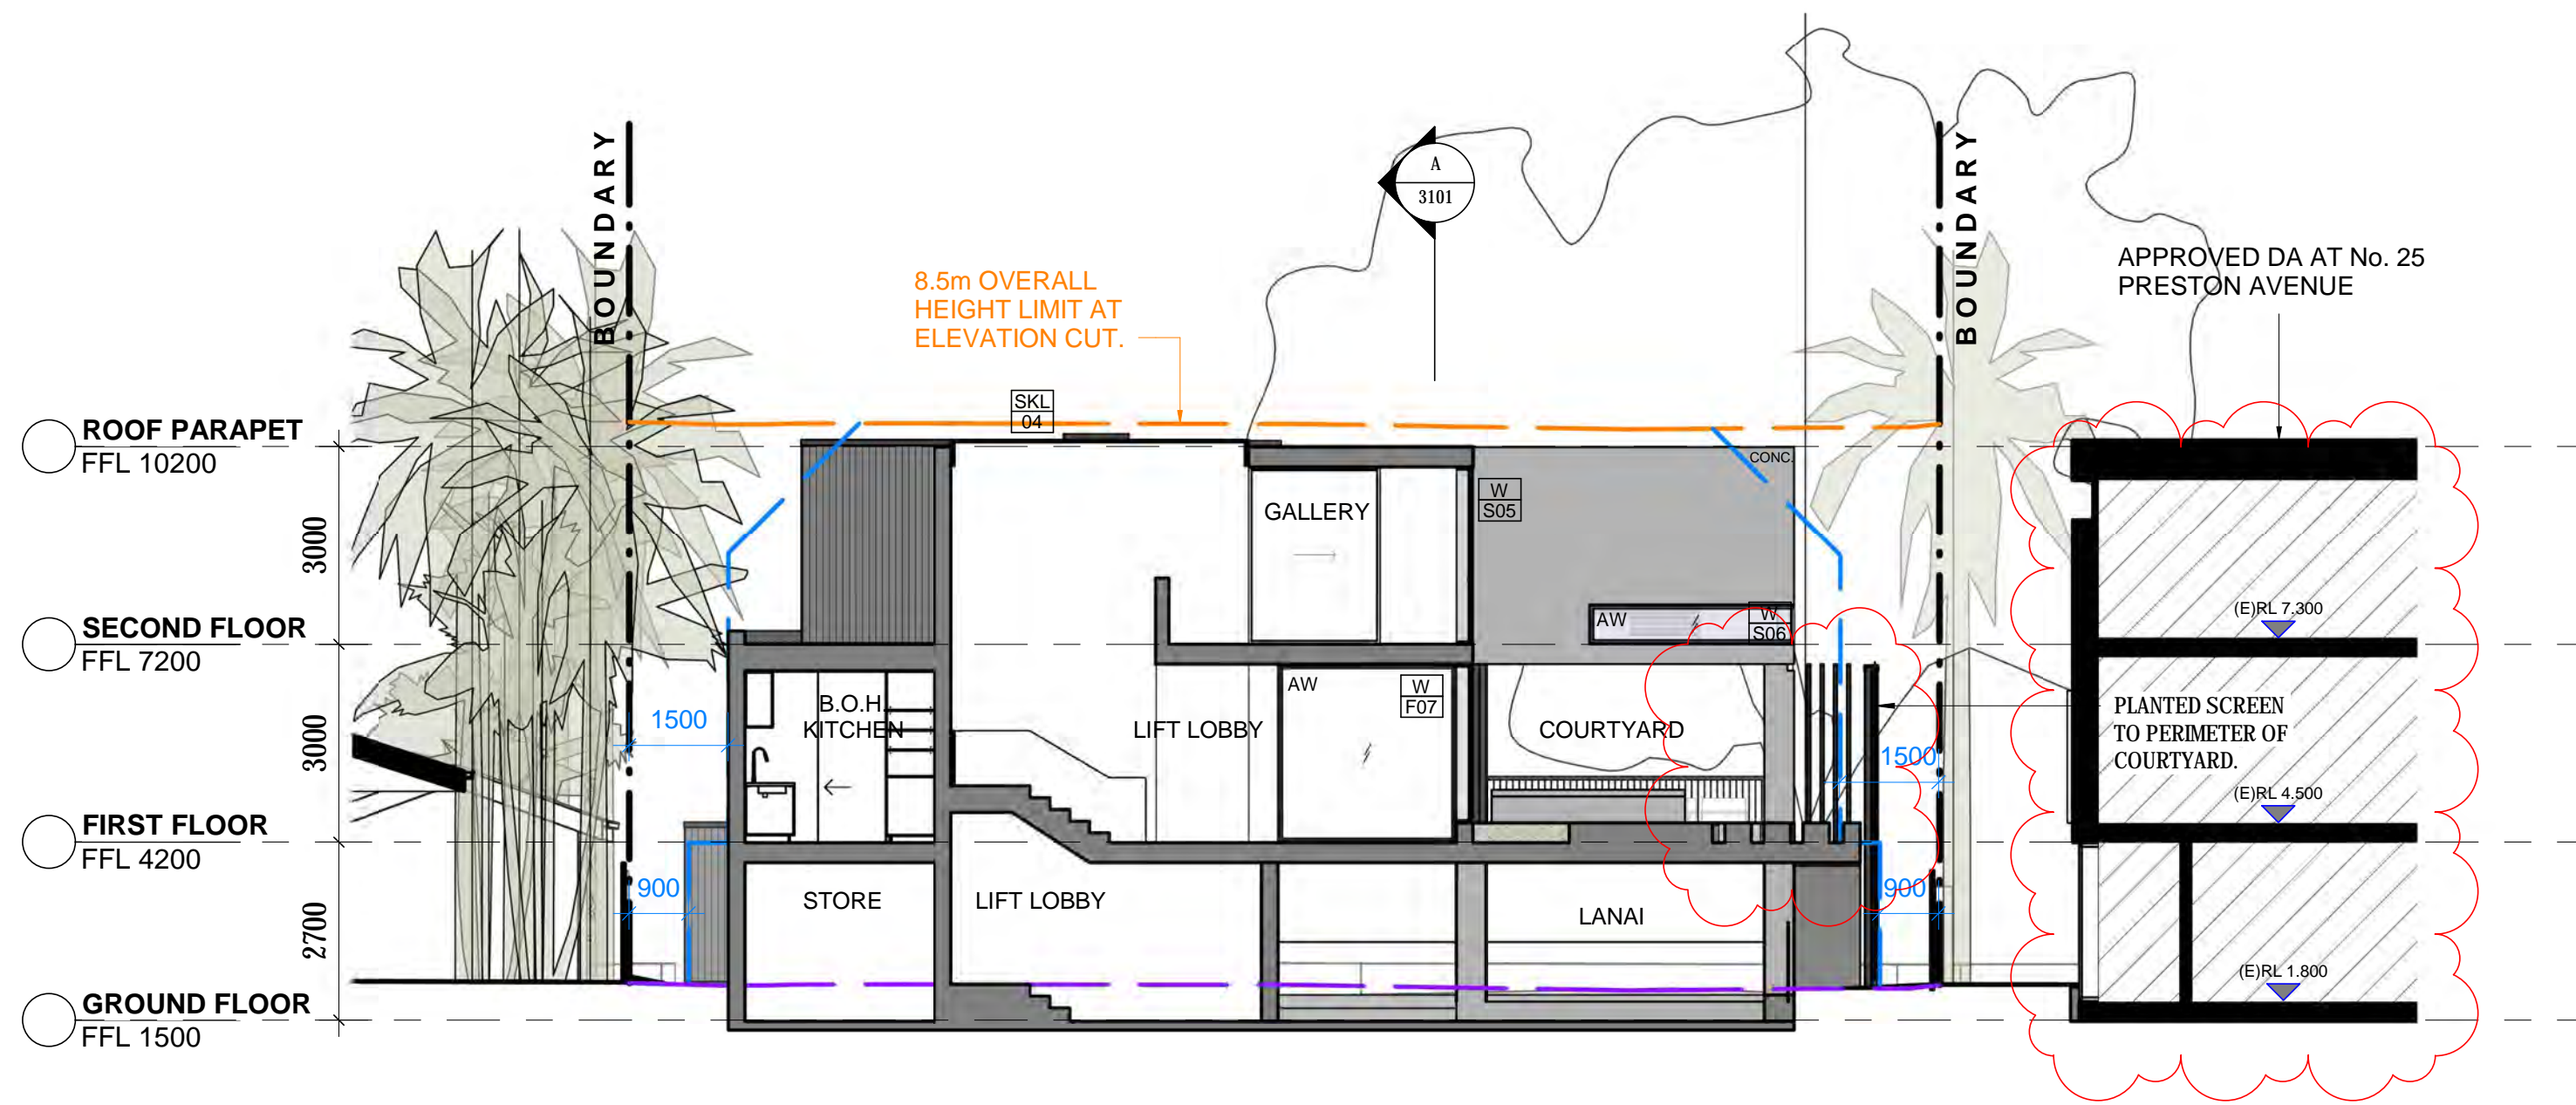 BOUNDARY
BOUNDARY
A
3101
APPROVED DA AT No. 25
PRESTON AVENUE
8.5m OVERALL
HEIGHT LIMIT AT
ELEVATION CUT.
SKL
04
ROOF PARAPET
FFL 10200
CONC.
W
S05
GALLERY
3000
(E)RL 7.300
AW
W
S06
SECOND FLOOR
FFL 7200
AW
W
F07
B.O.H.
KITCHEN
LIFT LOBBY
COURTYARD
1500
1500
3000
PLANTED SCREEN
TO PERIMETER OF
COURTYARD.
(E)RL 4.500
FIRST FLOOR
FFL 4200
900
900
STORE
LIFT LOBBY
LANAI
2700
(E)RL 1.800
GROUND FLOOR
FFL 1500